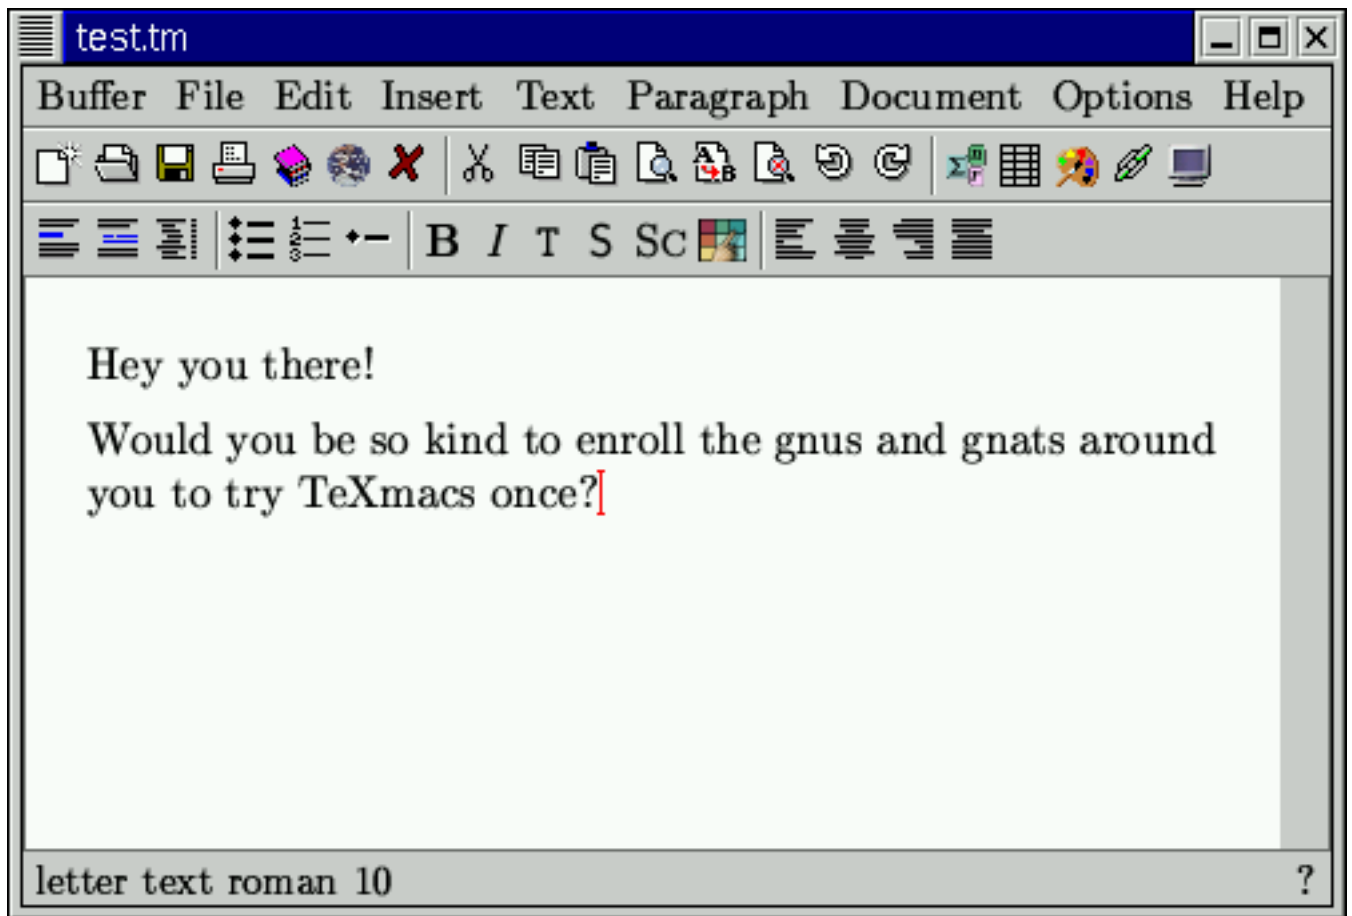 test.tm
Buffer File Edit Insert Text Paragraph Document Options Help
B I T S SC
Hey you there!
Would you be so kind to enroll the gnus and gnats around
you to try TeXmacs once?
letter text roman 10 ?